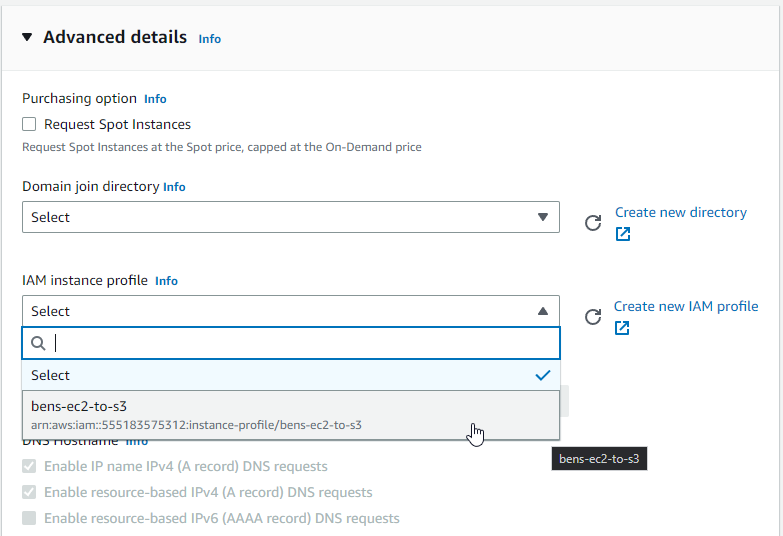 Advanced details Info
Purchasing option Info
Request Spot Instances
Request Spot Instances at the Spot price, capped at the On-Demand price
Domain join directory Info
Select
Create new directory
IAM instance profile Info
Select
Create new IAM profile
Select
bens-ec2-to-s3
arn:aws:iam::555183575312:instance-profile/bens-ec2-to-s3
DNS Hostname Info
bens-ec2-to-s3
Enable IP name IPv4 (A record) DNS requests
Enable resource-based IPv4 (A record) DNS requests
Enable resource-based IPv6 (AAAA record) DNS requests